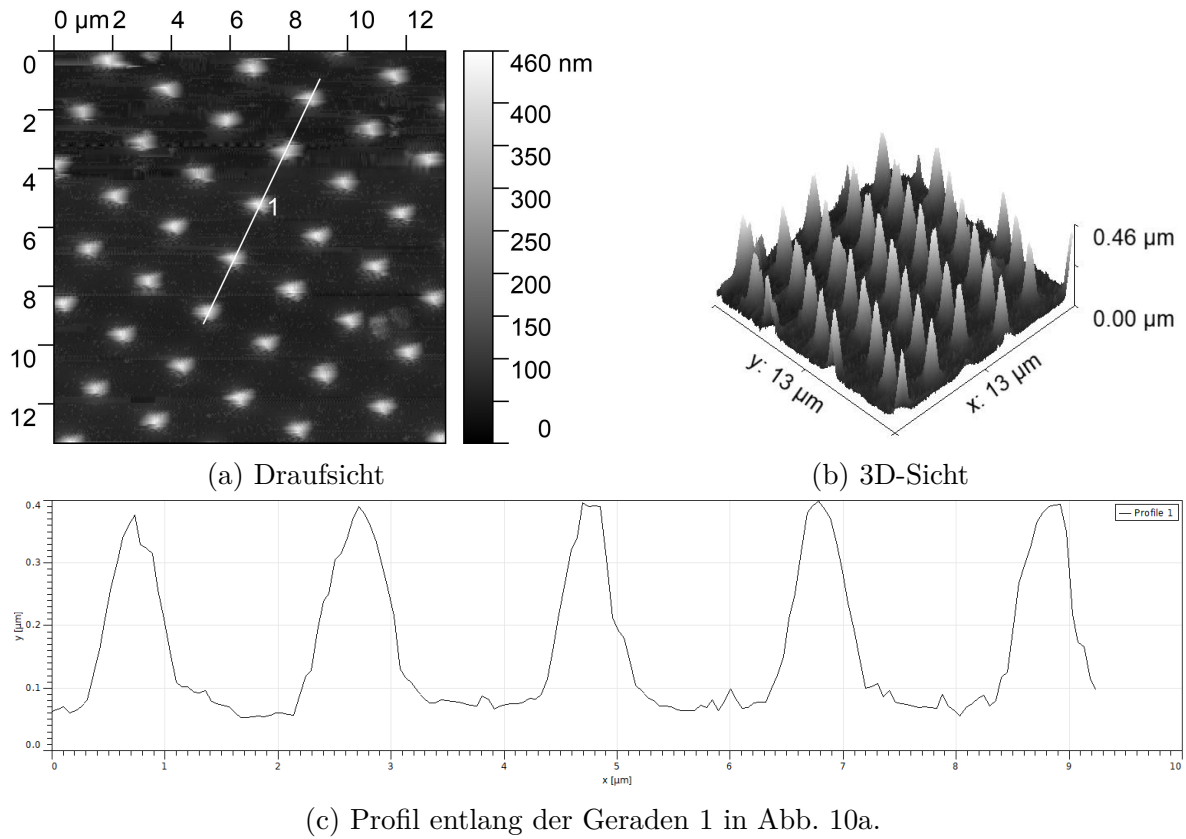 0 µm 2 4 6 8 10 12
0
2
4
6
8
10
12
1
460 nm
400
350
300
250
200
150
100
0
(a) Draufsicht
0.46 µm
0.00 µm
y: 13 µm
x: 13 µm
(b) 3D-Sicht
0.4
0.3
0.2
0.1
0.0
y [µm]
Profile 1
0 1 2 3 4 5 6 7 8 9 10
x [µm]
(c) Profil entlang der Geraden 1 in Abb. 10a.